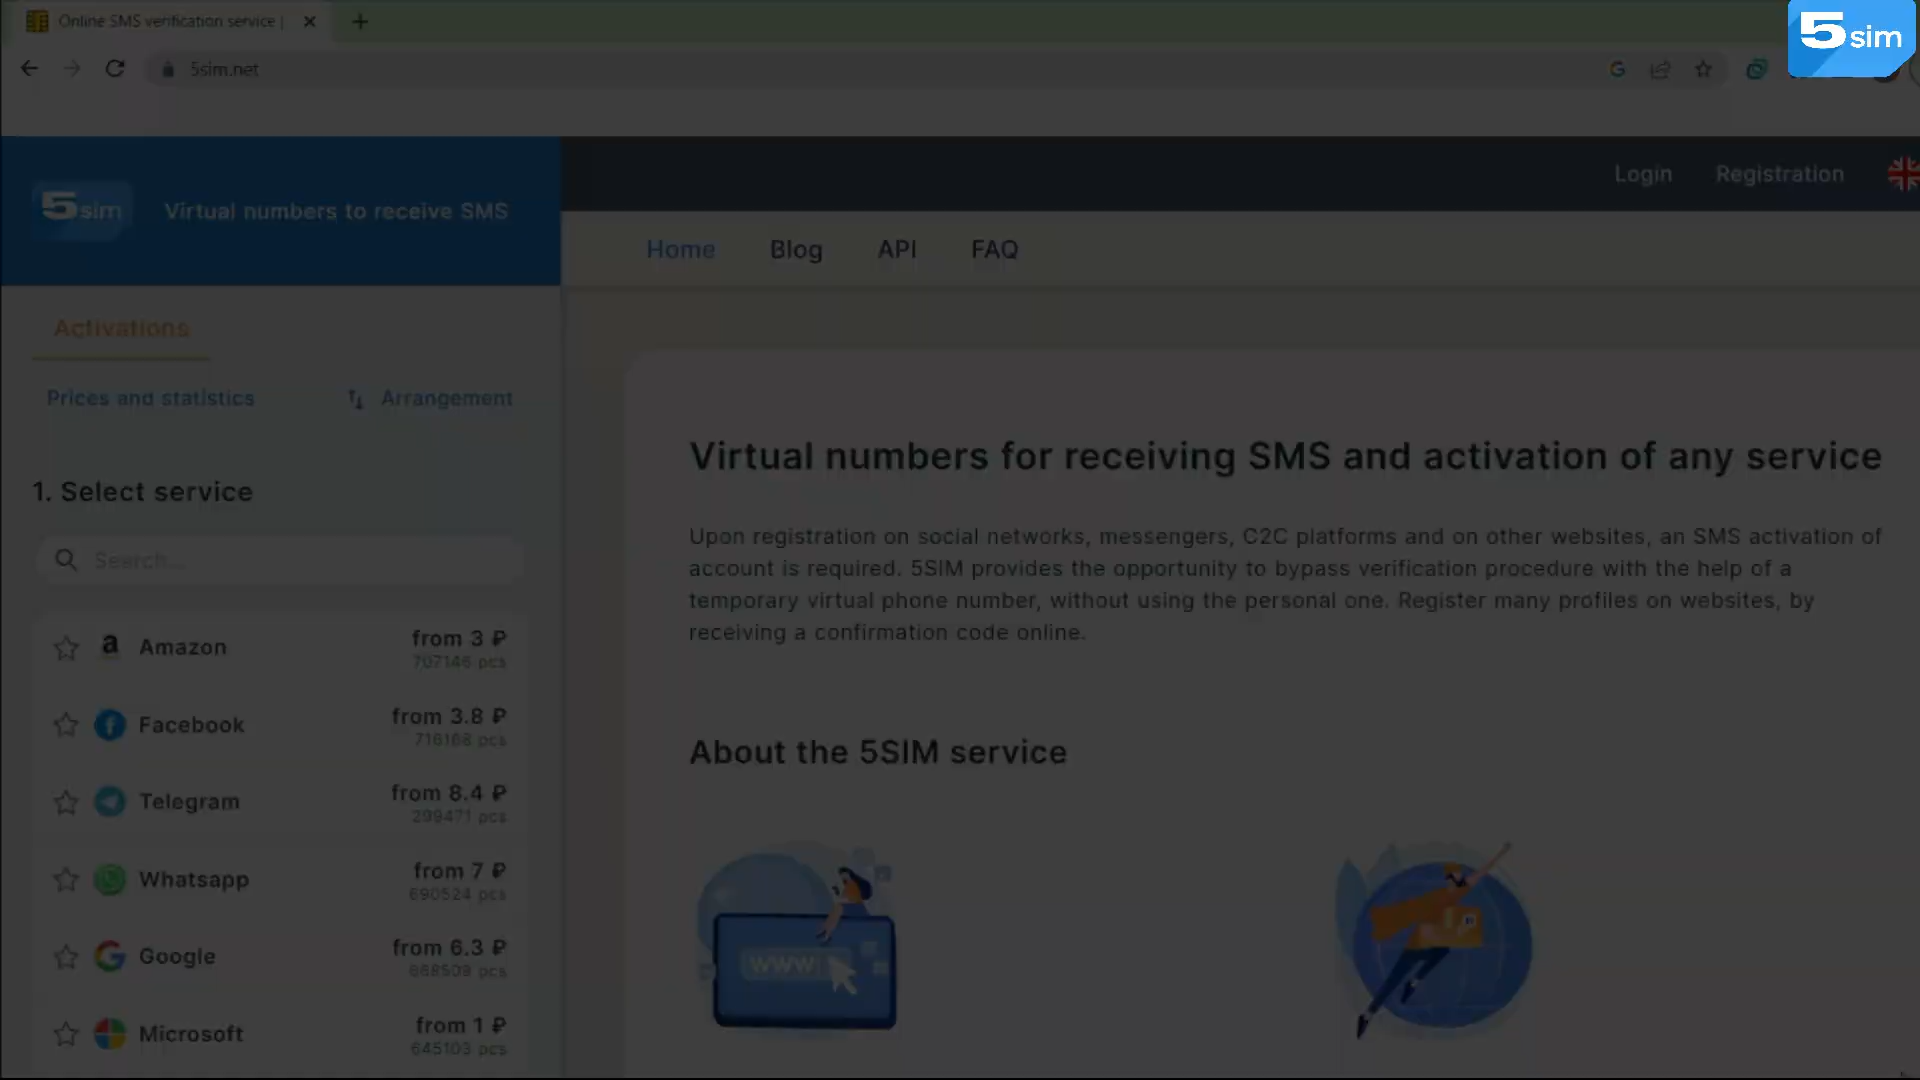 Online SMS verification service |
5sim
5sim.net
Login Registration
5sim Virtual numbers to receive SMS
Home Blog API FAQ
Activations
Prices and statistics Arrangement
1. Select service
Search...
Amazon from 3 ₽
707146 pcs
Facebook from 3.8 ₽
716168 pcs
Telegram from 8.4 ₽
299471 pcs
Whatsapp from 7 ₽
690524 pcs
Google from 6.3 ₽
668509 pcs
Microsoft from 1 ₽
645103 pcs
Virtual numbers for receiving SMS and activation of any service
Upon registration on social networks, messengers, C2C platforms and on other websites, an SMS activation of
account is required. 5SIM provides the opportunity to bypass verification procedure with the help of a
temporary virtual phone number, without using the personal one. Register many profiles on websites, by
receiving a confirmation code online.
About the 5SIM service
WWW